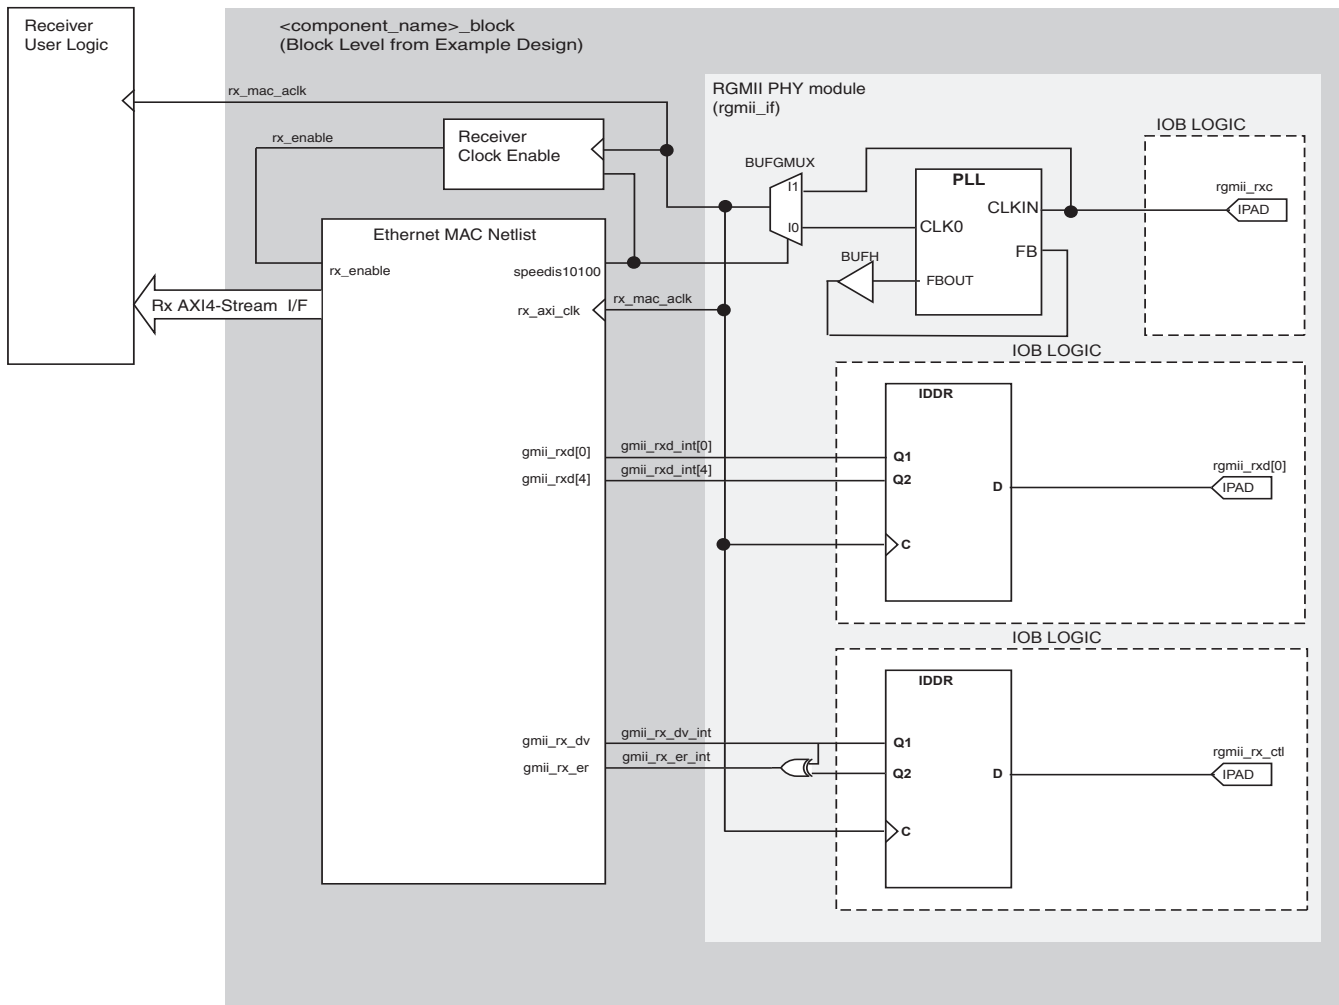 Receiver
User Logic
<component_name>_block
(Block Level from Example Design)
rx_mac_aclk
RGMII PHY module
(rgmii_if)
rx_enable
Receiver
Clock Enable
IOB LOGIC
BUFGMUX
I1
I0
PLL
CLKIN
CLK0
FB
FBOUT
BUFH
rgmii_rxc
IPAD
Ethernet MAC Netlist
rx_enable
speedis10100
rx_axi_clk
rx_mac_aclk
Rx AXI4-Stream I/F
IOB LOGIC
IDDR
gmii_rxd[0]
gmii_rxd_int[0]
Q1
gmii_rxd[4]
gmii_rxd_int[4]
Q2
D
rgmii_rxd[0]
IPAD
C
IOB LOGIC
IDDR
gmii_rx_dv
gmii_rx_dv_int
Q1
gmii_rx_er
gmii_rx_er_int
Q2
D
rgmii_rx_ctl
IPAD
C